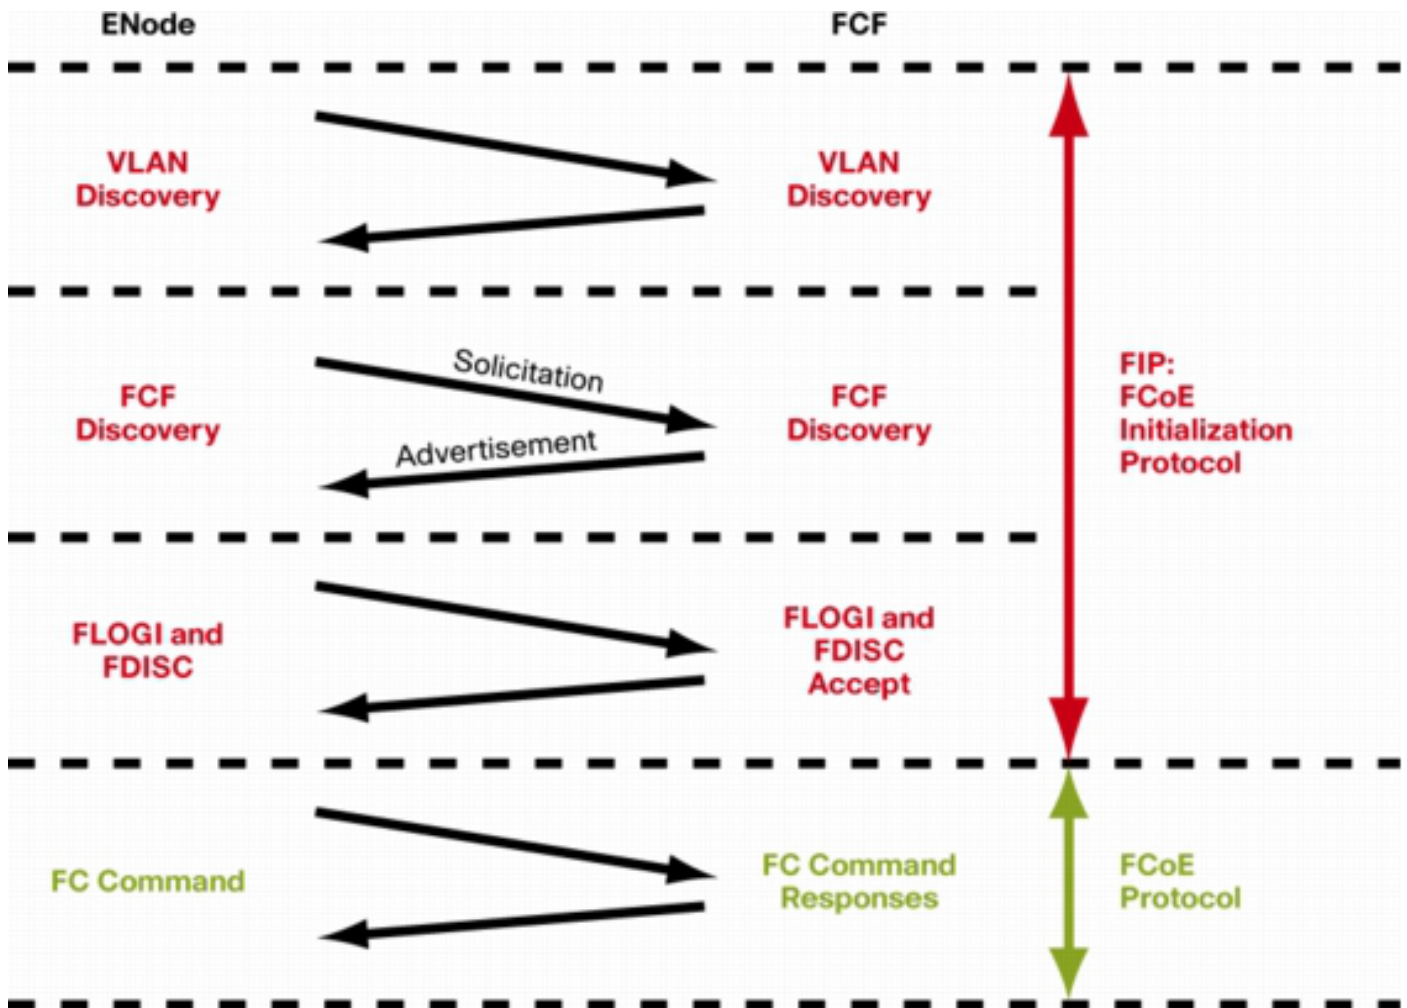 ENode
FCF
VLAN
Discovery
VLAN
Discovery
Solicitation
Advertisement
FCF
Discovery
FCF
Discovery
FIP:
FCoE
Initialization
Protocol
FLOGI and
FDISC
FLOGI and
FDISC
Accept
FC Command
FC Command
Responses
FCoE
Protocol